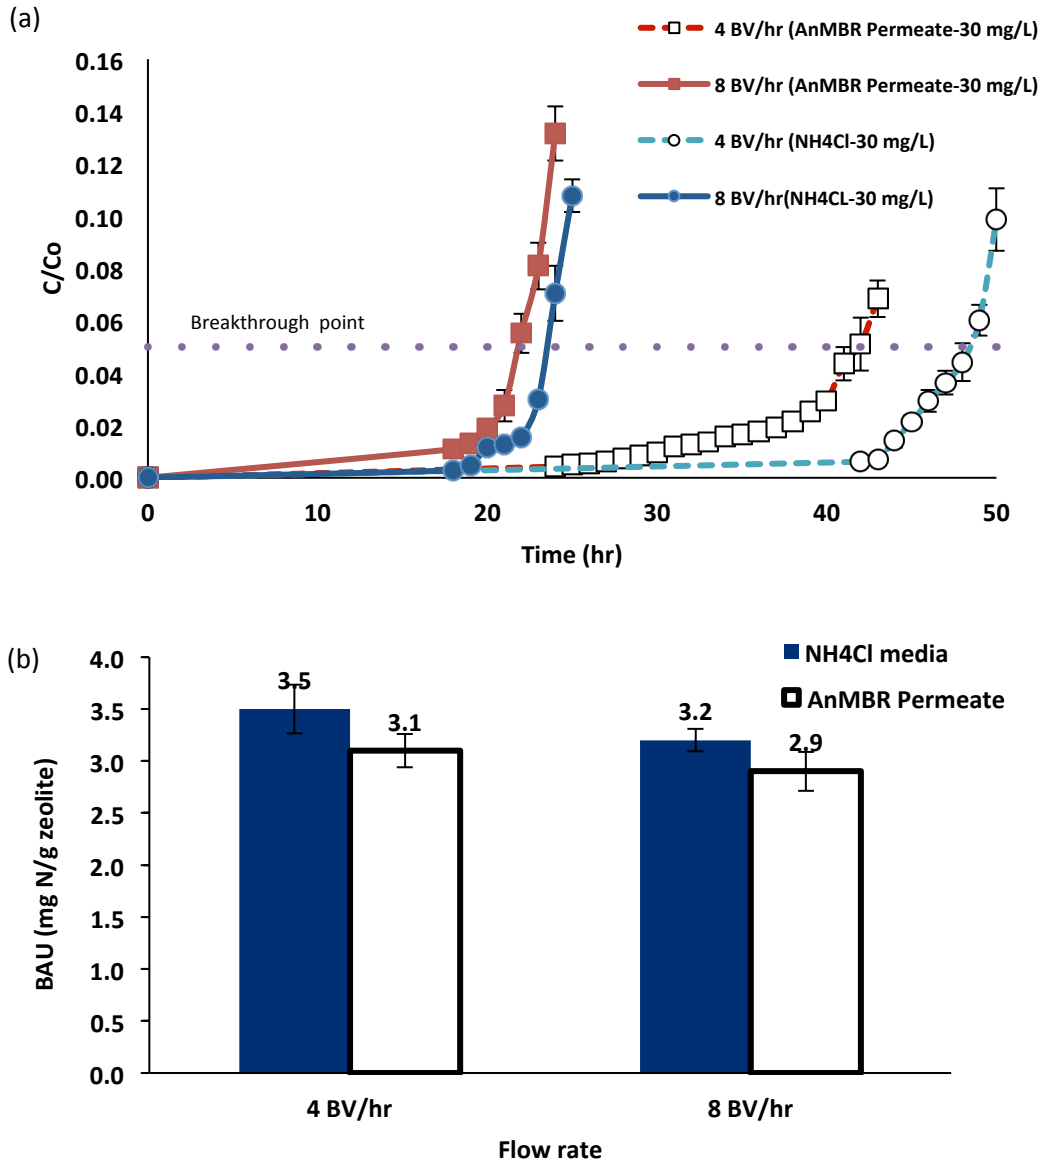 (a)
4 BV/hr (AnMBR Permeate-30 mg/L)
8 BV/hr (AnMBR Permeate-30 mg/L)
4 BV/hr (NH4Cl-30 mg/L)
8 BV/hr(NH4CL-30 mg/L)
0.16
0.14
0.12
0.10
0.08
0.06
0.04
0.02
0.00
C/Co
Breakthrough point
0
10
20
30
40
50
Time (hr)
(b)
NH4Cl media
AnMBR Permeate
4.0
3.5
3.0
2.5
2.0
1.5
1.0
0.5
0.0
BAU (mg N/g zeolite)
3.5
3.1
3.2
2.9
4 BV/hr
8 BV/hr
Flow rate